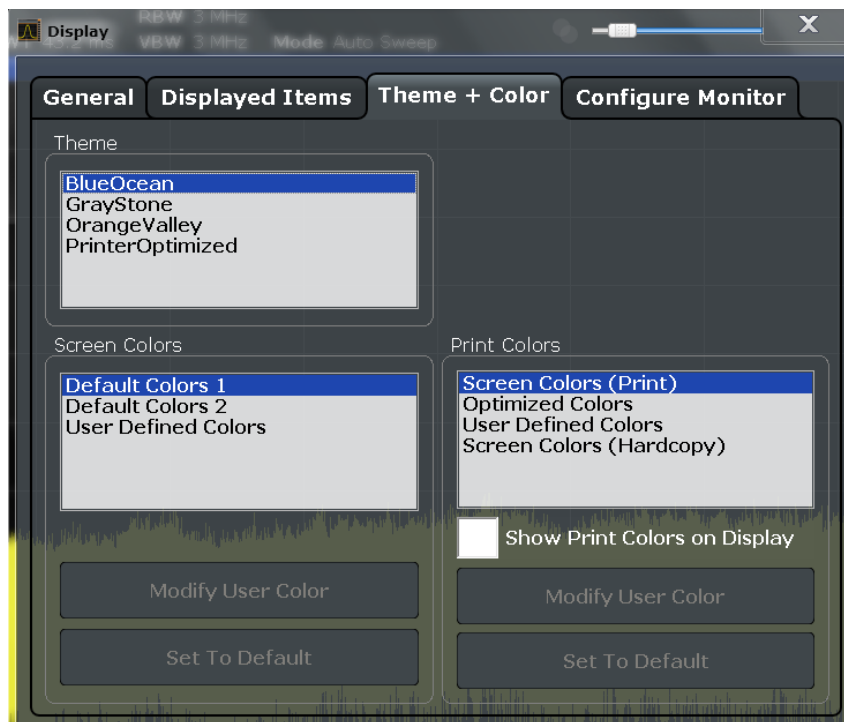 RBW 3 MHz
Display
45.2 ms VBW 3 MHz Mode Auto Sweep
X
General Displayed Items Theme + Color Configure Monitor
Theme
BlueOcean
GrayStone
OrangeValley
PrinterOptimized
Screen Colors
Print Colors
Default Colors 1
Default Colors 2
User Defined Colors
Screen Colors (Print)
Optimized Colors
User Defined Colors
Screen Colors (Hardcopy)
Show Print Colors on Display
Modify User Color
Modify User Color
Set To Default
Set To Default